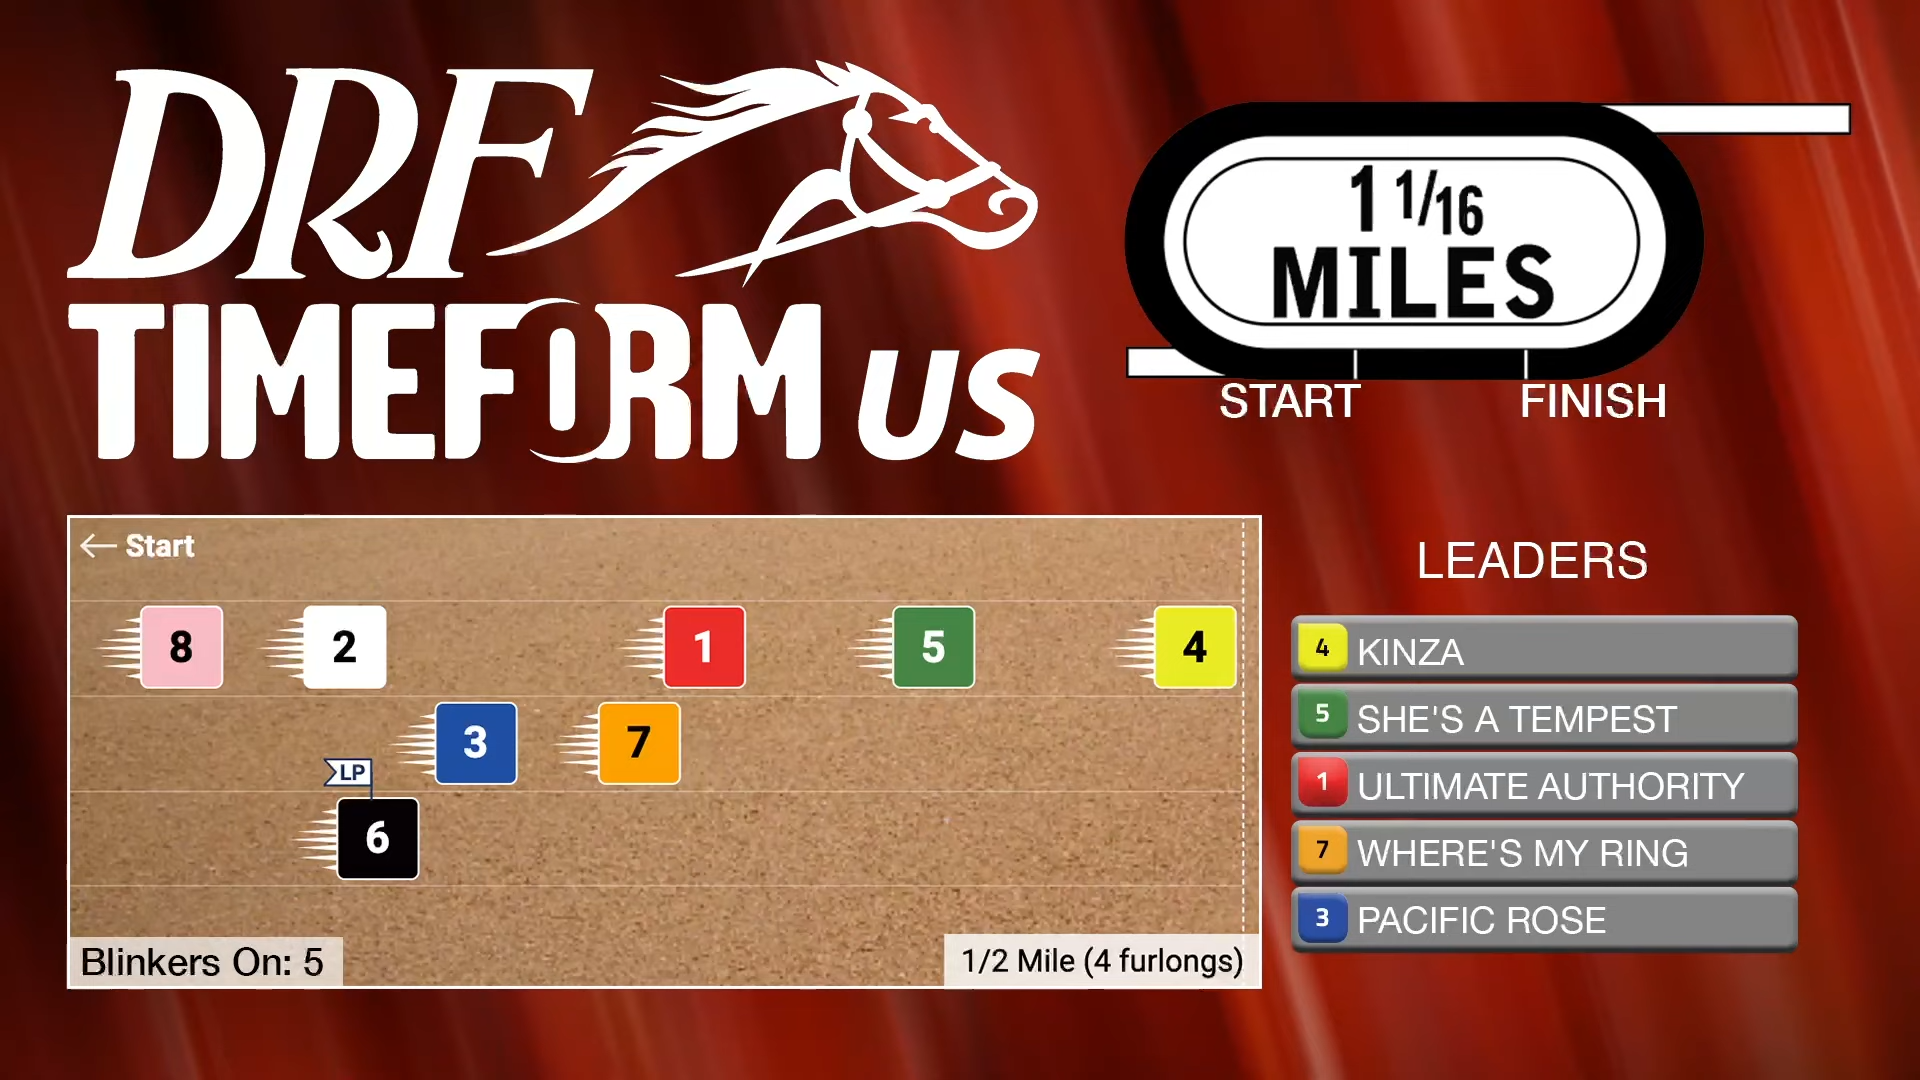 DRF
TIMEFORM US
1 1/16
MILES
START
FINISH
← Start
8
2
1
5
4
3
7
LP
6
Blinkers On: 5
1/2 Mile (4 furlongs)
LEADERS
4 KINZA
5 SHE'S A TEMPEST
1 ULTIMATE AUTHORITY
7 WHERE'S MY RING
3 PACIFIC ROSE